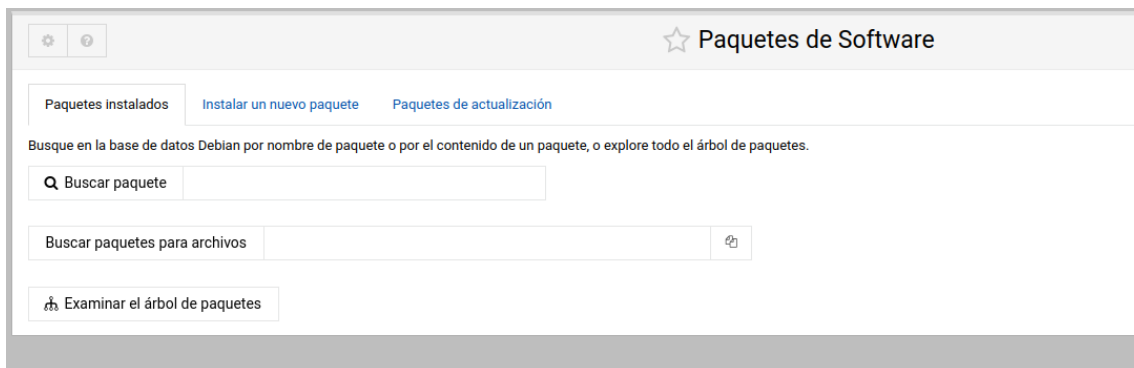 Paquetes de Software
Paquetes instalados
Instalar un nuevo paquete
Paquetes de actualización
Busque en la base de datos Debian por nombre de paquete o por el contenido de un paquete, o explore todo el árbol de paquetes.
Buscar paquete
Buscar paquetes para archivos
Examinar el árbol de paquetes